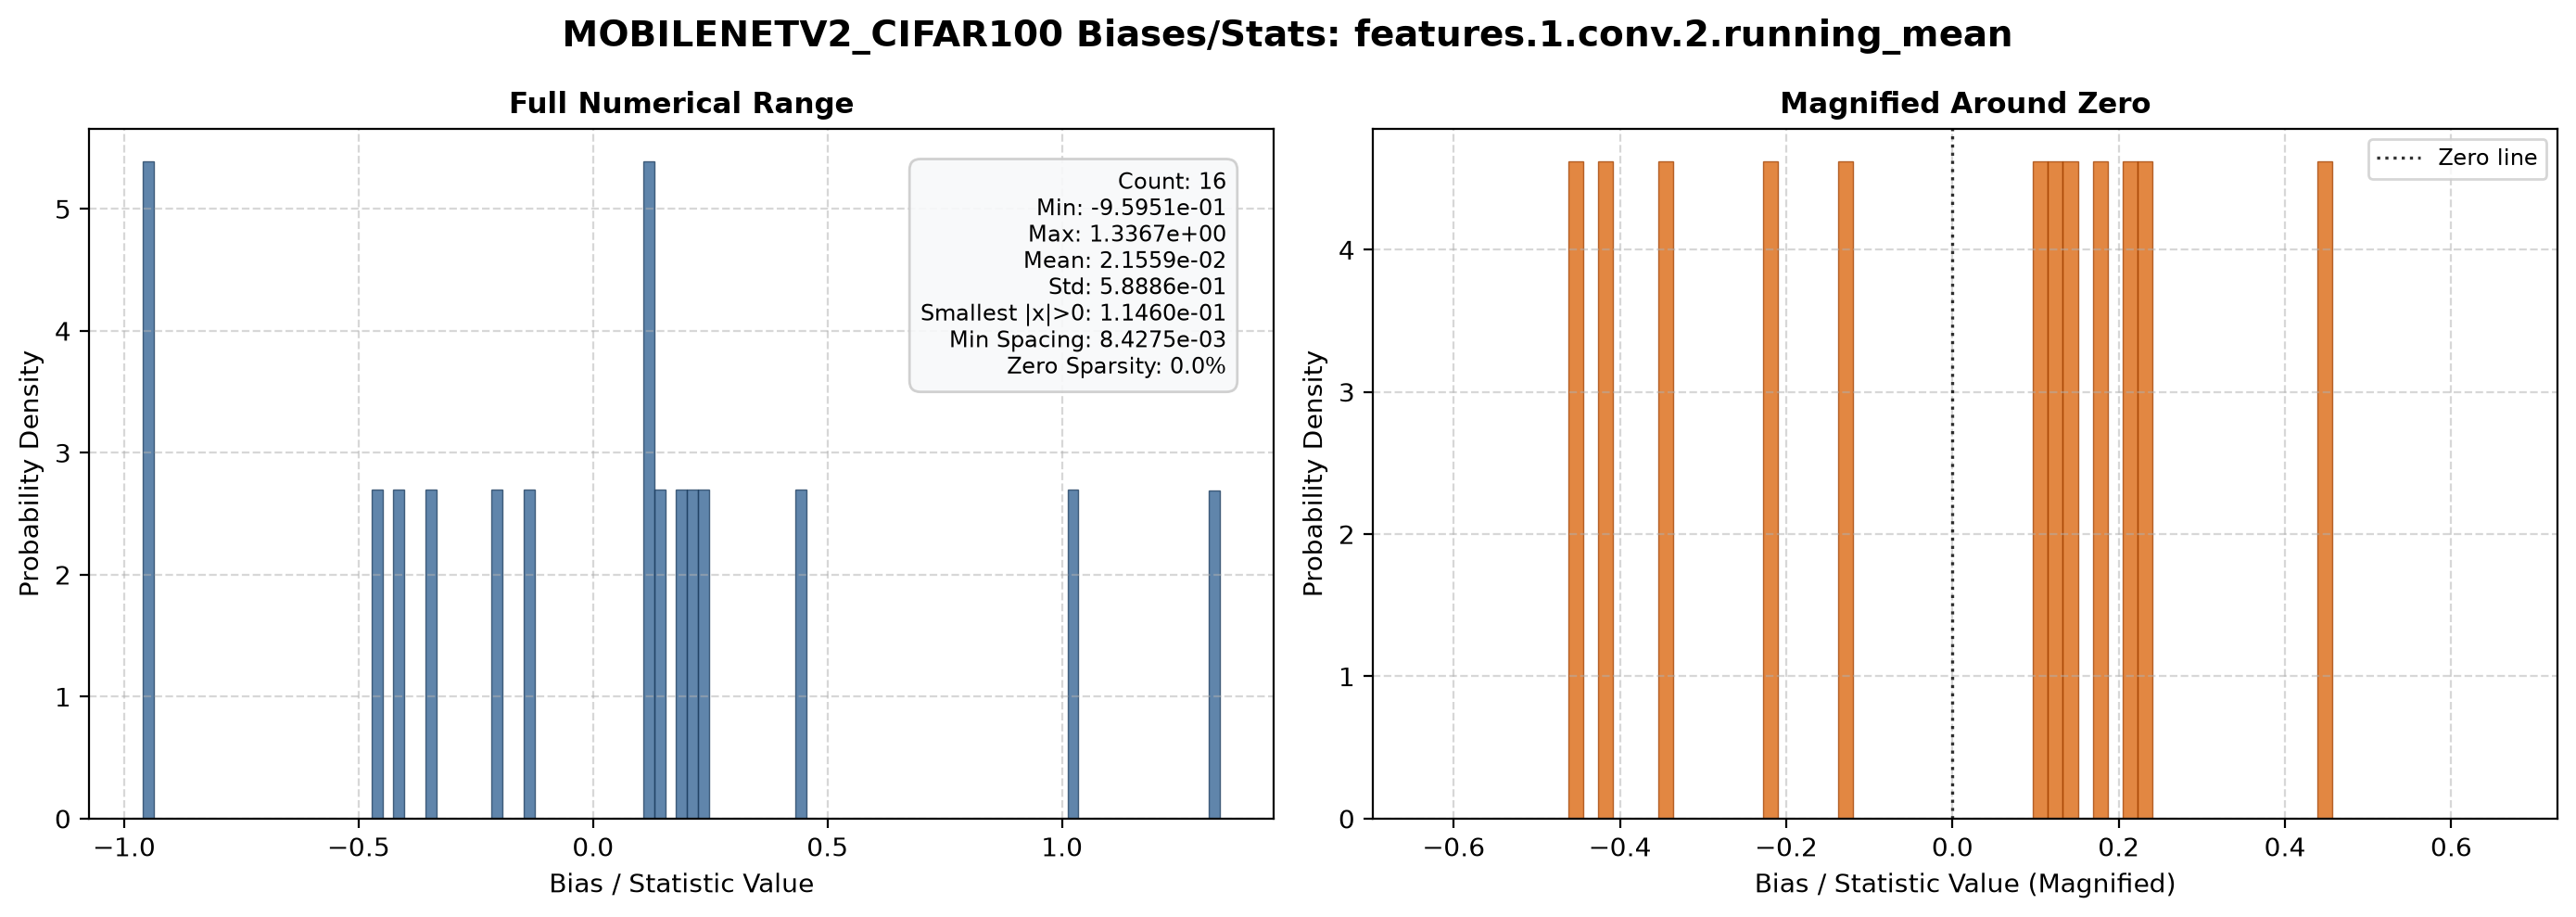 MOBILENETV2_CIFAR100 Biases/Stats: features.1.conv.2.running_mean
Full Numerical Range
Probability Density
5
4
3
2
1
0
Count: 16
Min: -9.5951e-01
Max: 1.3367e+00
Mean: 2.1559e-02
Std: 5.8886e-01
Smallest |x|>0: 1.1460e-01
Min Spacing: 8.4275e-03
Zero Sparsity: 0.0%
−1.0 −0.5 0.0 0.5 1.0
Bias / Statistic Value
Magnified Around Zero
Probability Density
4
3
2
1
0
Zero line
−0.6 −0.4 −0.2 0.0 0.2 0.4 0.6
Bias / Statistic Value (Magnified)